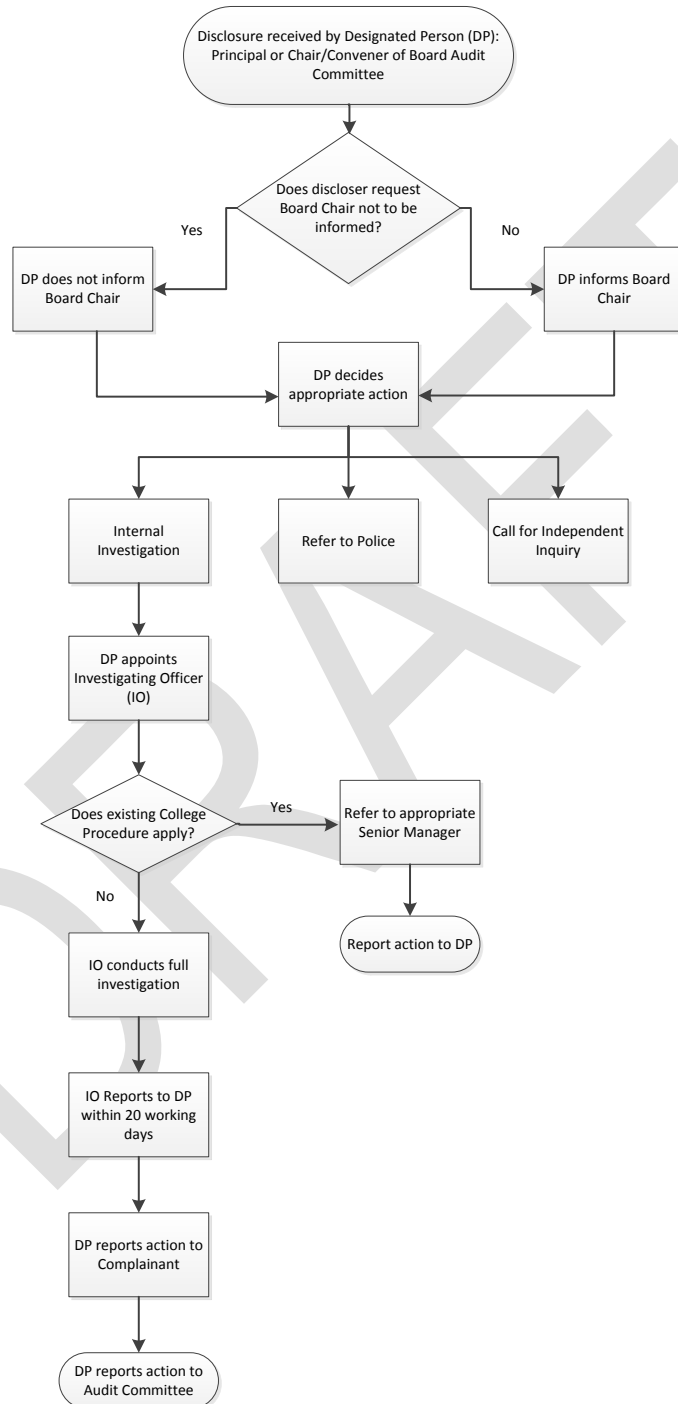 Disclosure received by Designated Person (DP):
Principal or Chair/Convener of Board Audit
Committee
Does discloser request
Board Chair not to be
informed?
Yes
No
DP does not inform
Board Chair
DP informs Board
Chair
DP decides
appropriate action
Internal
Investigation
Refer to Police
Call for Independent
Inquiry
DP appoints
Investigating Officer
(IO)
Does existing College
Procedure apply?
Yes
Refer to appropriate
Senior Manager
No
Report action to DP
IO conducts full
investigation
IO Reports to DP
within 20 working
days
DP reports action to
Complainant
DP reports action to
Audit Committee
DRAFT